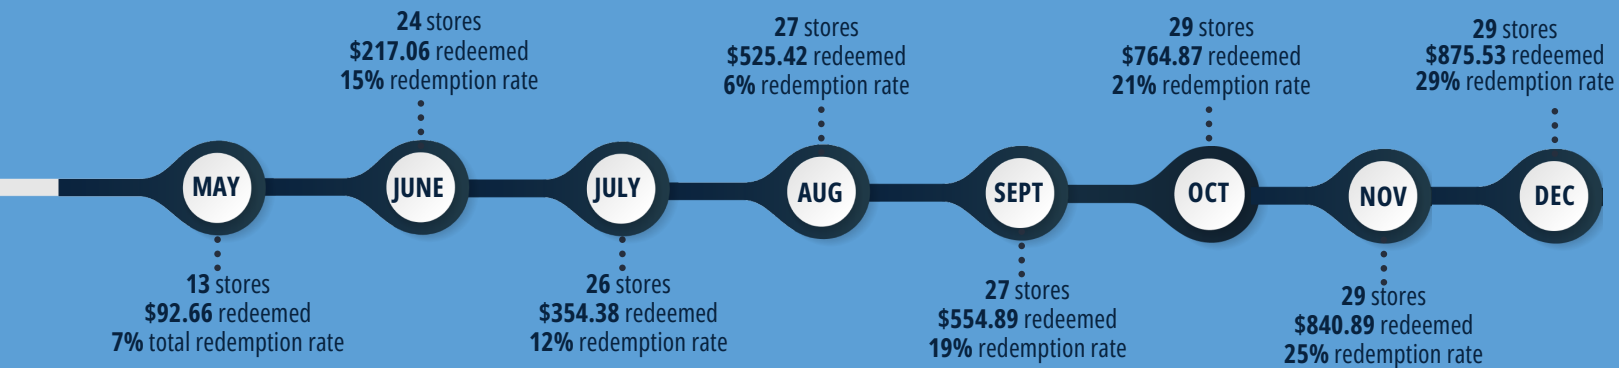 24 stores
$217.06 redeemed
15% redemption rate
27 stores
$525.42 redeemed
6% redemption rate
29 stores
$764.87 redeemed
21% redemption rate
29 stores
$875.53 redeemed
29% redemption rate
MAY
JUNE
JULY
AUG
SEPT
OCT
NOV
DEC
13 stores
$92.66 redeemed
7% total redemption rate
26 stores
$354.38 redeemed
12% redemption rate
27 stores
$554.89 redeemed
19% redemption rate
29 stores
$840.89 redeemed
25% redemption rate